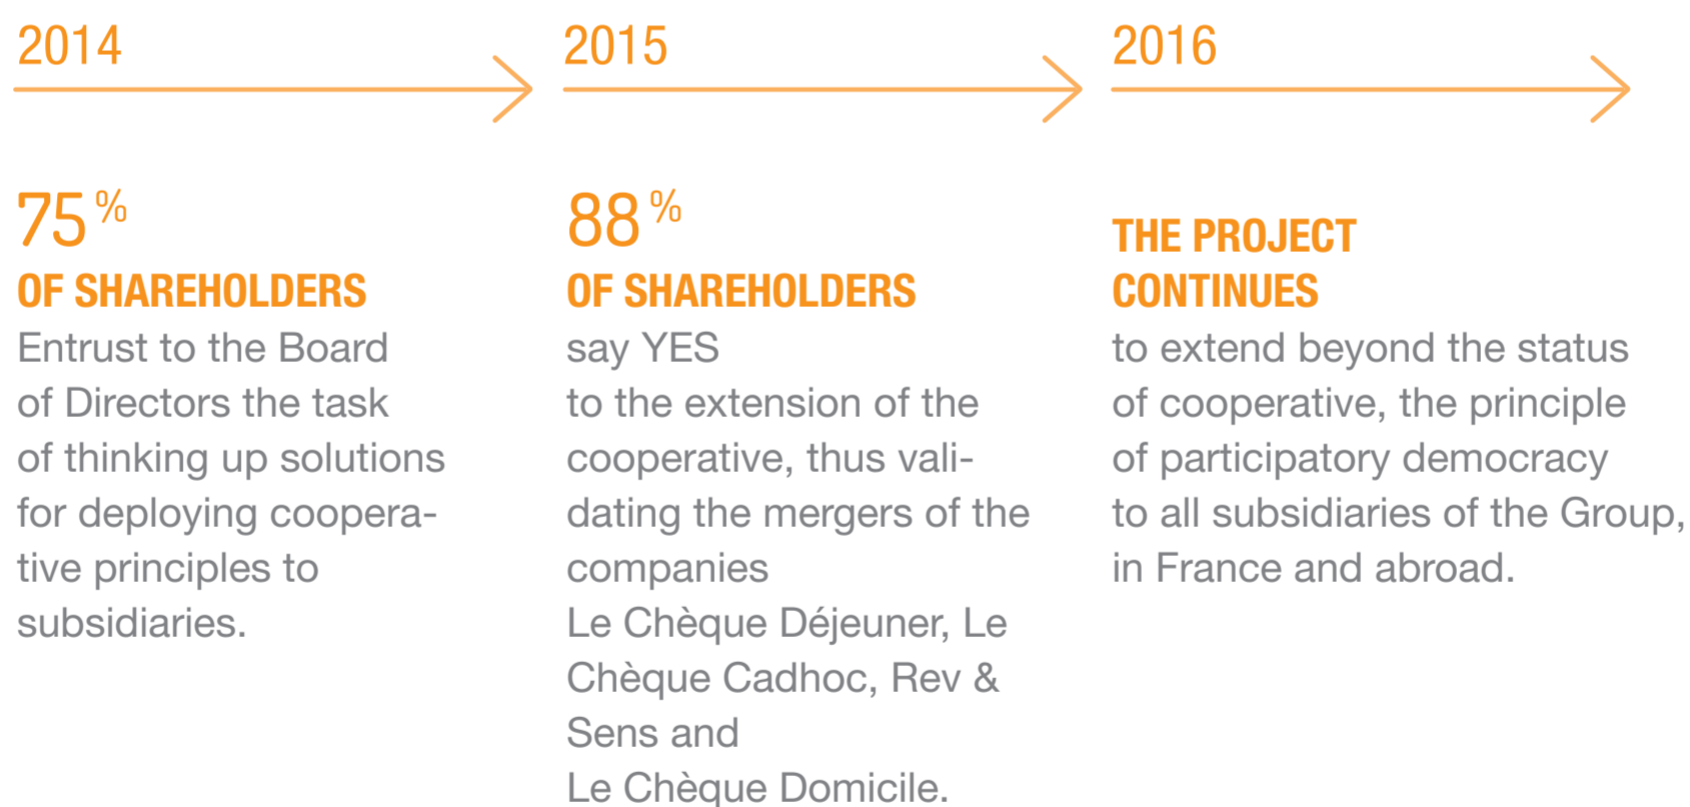 2014
75 %
OF SHAREHOLDERS
Entrust to the Board
of Directors the task
of thinking up solutions
for deploying coopera-
tive principles to
subsidiaries.
2015
88 %
OF SHAREHOLDERS
say YES
to the extension of the
cooperative, thus vali-
dating the mergers of the
companies
Le Chèque Déjeuner, Le
Chèque Cadhoc, Rev &
Sens and
Le Chèque Domicile.
2016
THE PROJECT
CONTINUES
to extend beyond the status
of cooperative, the principle
of participatory democracy
to all subsidiaries of the Group,
in France and abroad.